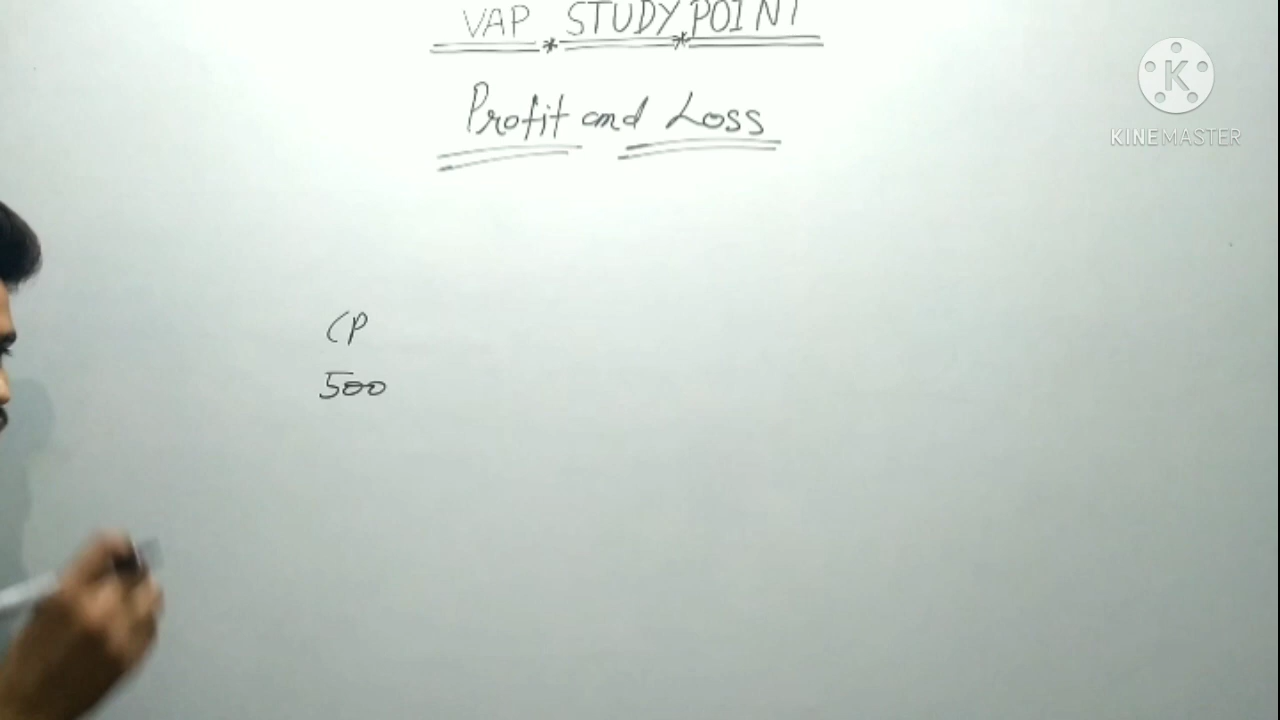 VAP * STUDY * POINT
Profit and Loss
K
KINEMASTER
CP
500